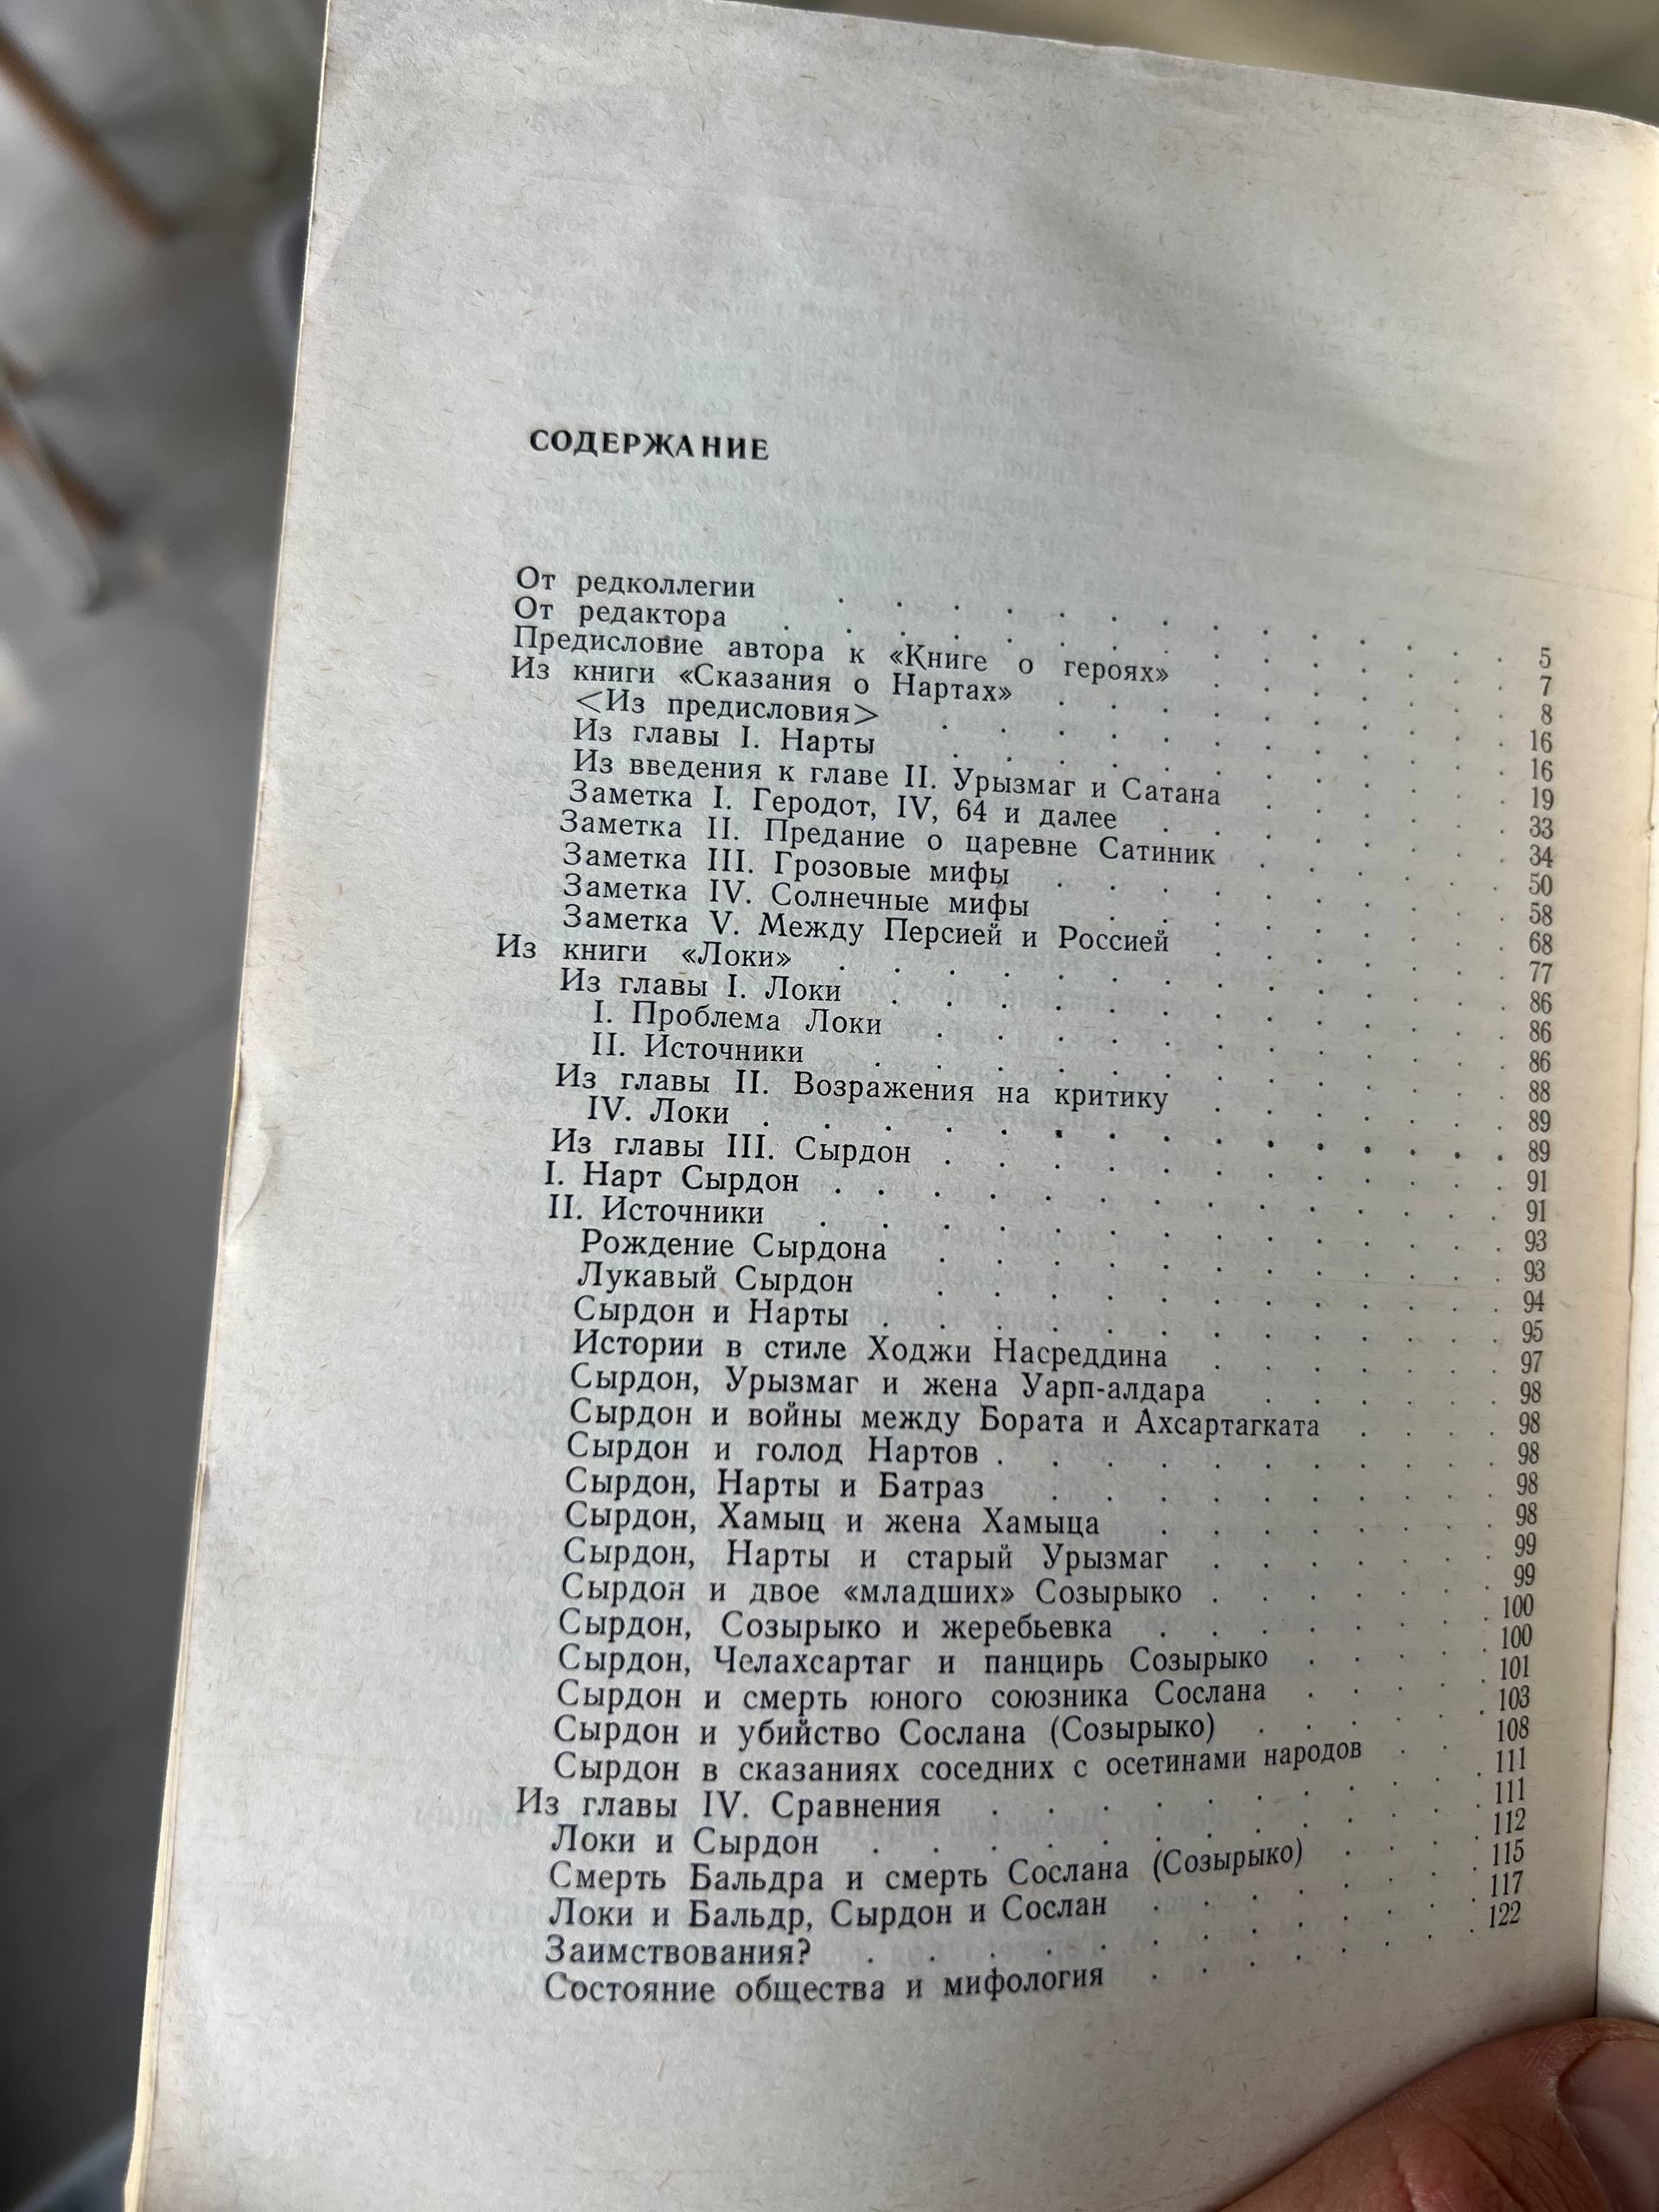 СОДЕРЖАНИЕ
От редколлегии . . . . . . . . . . . . 5
От редактора . . . . . . . . . . . . 7
Предисловие автора к «Книге о героях» . . . . . . 8
Из книги «Сказания о Нартах» . . . . . . . . 16
<Из предисловия> . . . . . . . . . . 16
Из главы I. Нарты . . . . . . . . . . 19
Из введения к главе II. Урызмаг и Сатана . . . . . 33
Заметка I. Геродот, IV, 64 и далее . . . . . . 34
Заметка II. Предание о царевне Сатиник . . . . . 50
Заметка III. Грозовые мифы . . . . . . . . 58
Заметка IV. Солнечные мифы . . . . . . . . 68
Заметка V. Между Персией и Россией . . . . . . 77
Из книги «Локи» . . . . . . . . . . . . 86
Из главы I. Локи . . . . . . . . . . . 86
I. Проблема Локи . . . . . . . . . . 86
II. Источники . . . . . . . . . . . 88
Из главы II. Возражения на критику . . . . . . 89
IV. Локи . . . . . . . . . . . . . 89
Из главы III. Сырдон . . . . . . . . . . 91
I. Нарт Сырдон . . . . . . . . . . . . 91
II. Источники . . . . . . . . . . . . 93
Рождение Сырдона . . . . . . . . . . 93
Лукавый Сырдон . . . . . . . . . . 94
Сырдон и Нарты . . . . . . . . . . . 95
Истории в стиле Ходжи Насреддина . . . . . . 97
Сырдон, Урызмаг и жена Уарп-алдара . . . . . 98
Сырдон и войны между Бората и Ахсартагката . . . . 98
Сырдон и голод Нартов . . . . . . . . . . 98
Сырдон, Нарты и Батраз . . . . . . . . . 98
Сырдон, Хамыц и жена Хамыца . . . . . . . 98
Сырдон, Нарты и старый Урызмаг . . . . . . 99
Сырдон и двое «младших» Созырыко . . . . . . 99
Сырдон, Созырыко и жеребьевка . . . . . . . 100
Сырдон, Челахсартаг и панцирь Созырыко . . . . 100
Сырдон и смерть юного союзника Сослана . . . . 101
Сырдон и убийство Сослана (Созырыко) . . . . . 103
Сырдон в сказаниях соседних с осетинами народов . . 108
Из главы IV. Сравнения . . . . . . . . . . 111
Локи и Сырдон . . . . . . . . . . . 111
Смерть Бальдра и смерть Сослана (Созырыко) . . . 112
Локи и Бальдр, Сырдон и Сослан . . . . . . . 115
Заимствования? . . . . . . . . . . . 117
Состояние общества и мифология . . . . . . . 122